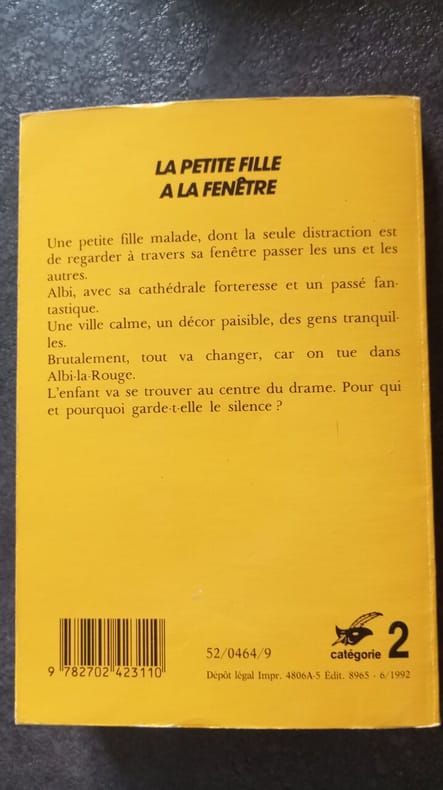 LA PETITE FILLE
A LA FENÊTRE
Une petite fille malade, dont la seule distraction est
de regarder à travers sa fenêtre passer les uns et les
autres.
Albi, avec sa cathédrale forteresse et un passé fan-
tastique.
Une ville calme, un décor paisible, des gens tranquil-
les.
Brutalement, tout va changer, car on tue dans
Albi-la-Rouge.
L'enfant va se trouver au centre du drame. Pour qui
et pourquoi garde-t-elle le silence ?
9 782702 423110
52/0464/9
catégorie 2
Dépôt légal Impr. 4806A-5 Édit. 8965 - 6/1992